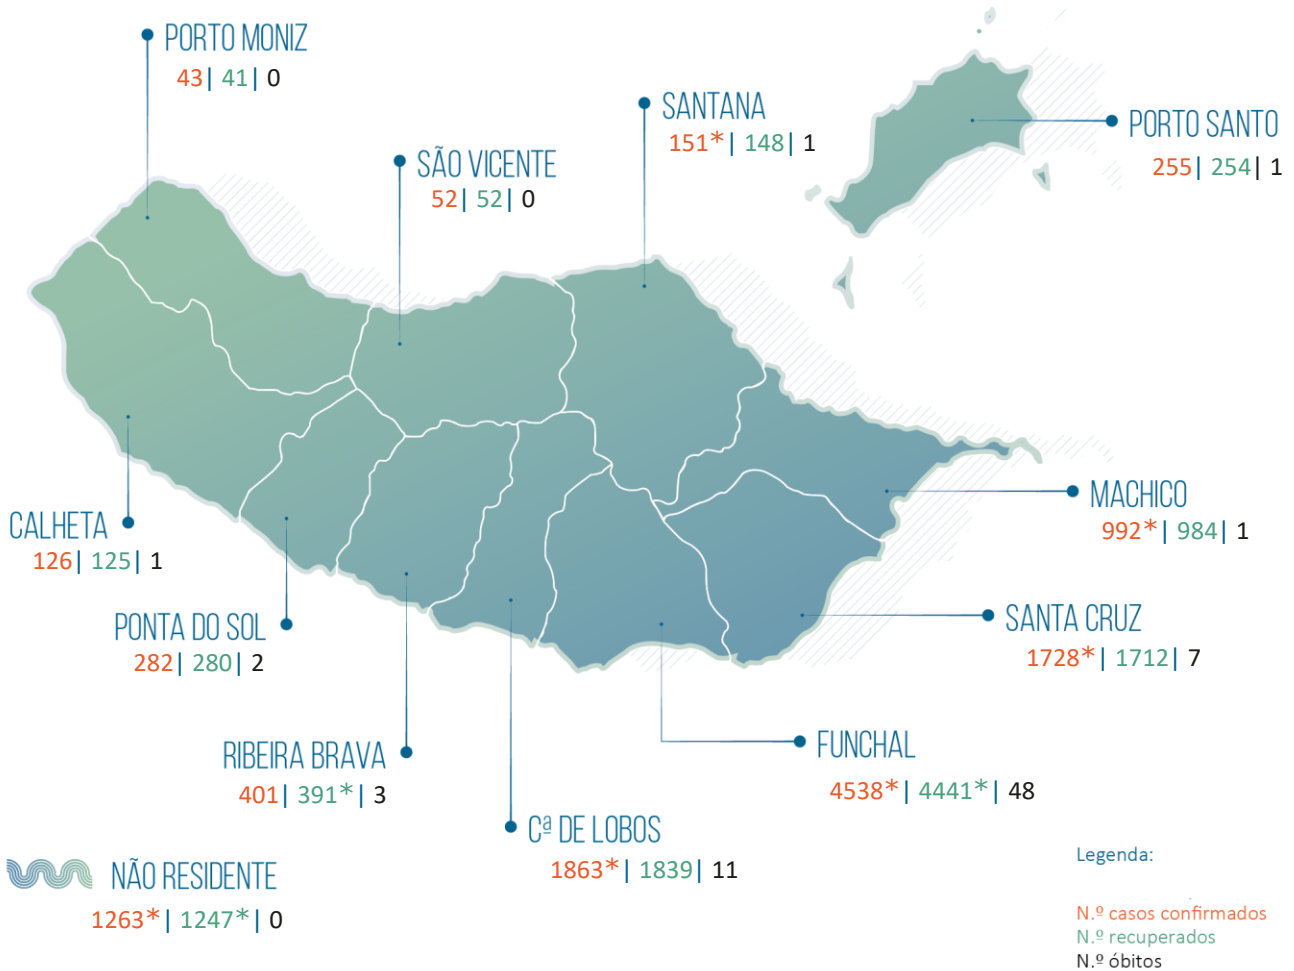 PORTO MONIZ
43| 41| 0
SANTANA
151*| 148| 1
PORTO SANTO
255| 254| 1
SÃO VICENTE
52| 52| 0
MACHICO
992*| 984| 1
CALHETA
126| 125| 1
SANTA CRUZ
1728*| 1712| 7
PONTA DO SOL
282| 280| 2
FUNCHAL
4538*| 4441*| 48
RIBEIRA BRAVA
401| 391*| 3
Cª DE LOBOS
1863*| 1839| 11
NÃO RESIDENTE
1263*| 1247*| 0
Legenda:
N.º casos confirmados
N.º recuperados
N.º óbitos